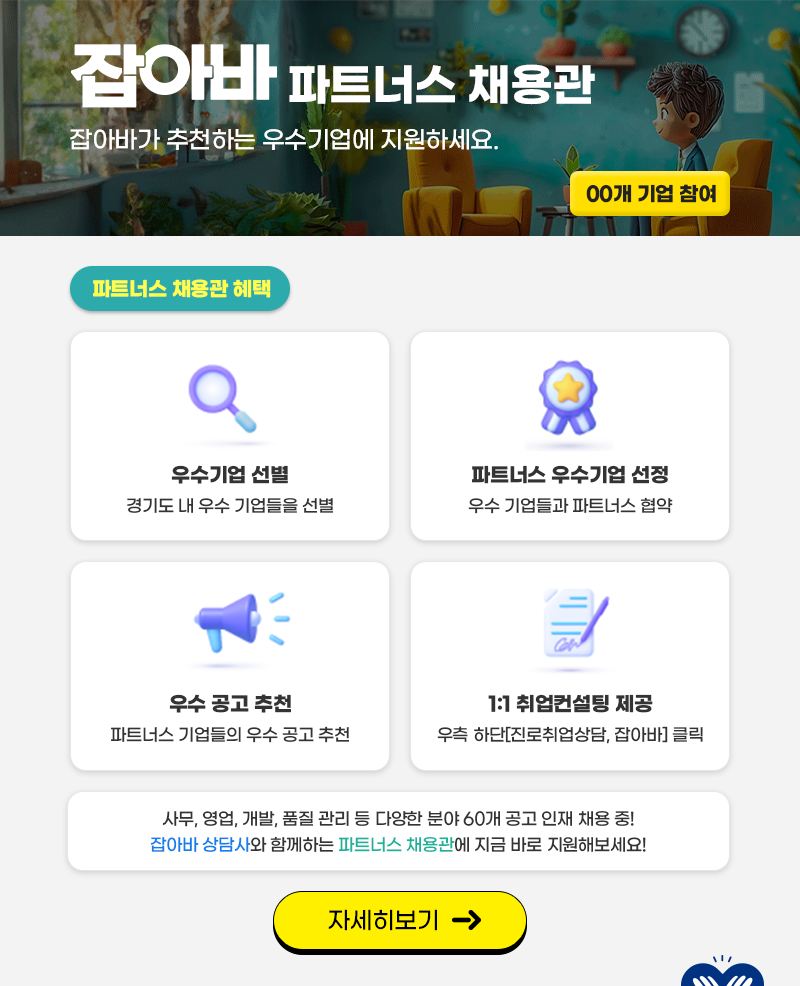 잡아바 파트너스 채용관
잡아바가 추천하는 우수기업에 지원하세요.
00개 기업 참여
파트너스 채용관 혜택
우수기업 선별
경기도 내 우수 기업들을 선별
파트너스 우수기업 선정
우수 기업들과 파트너스 협약
우수 공고 추천
파트너스 기업들의 우수 공고 추천
1:1 취업컨설팅 제공
우측 하단[진로취업상담, 잡아바] 클릭
사무, 영업, 개발, 품질 관리 등 다양한 분야 60개 공고 인재 채용 중!
잡아바 상담사와 함께하는 파트너스 채용관에 지금 바로 지원해보세요!
자세히보기